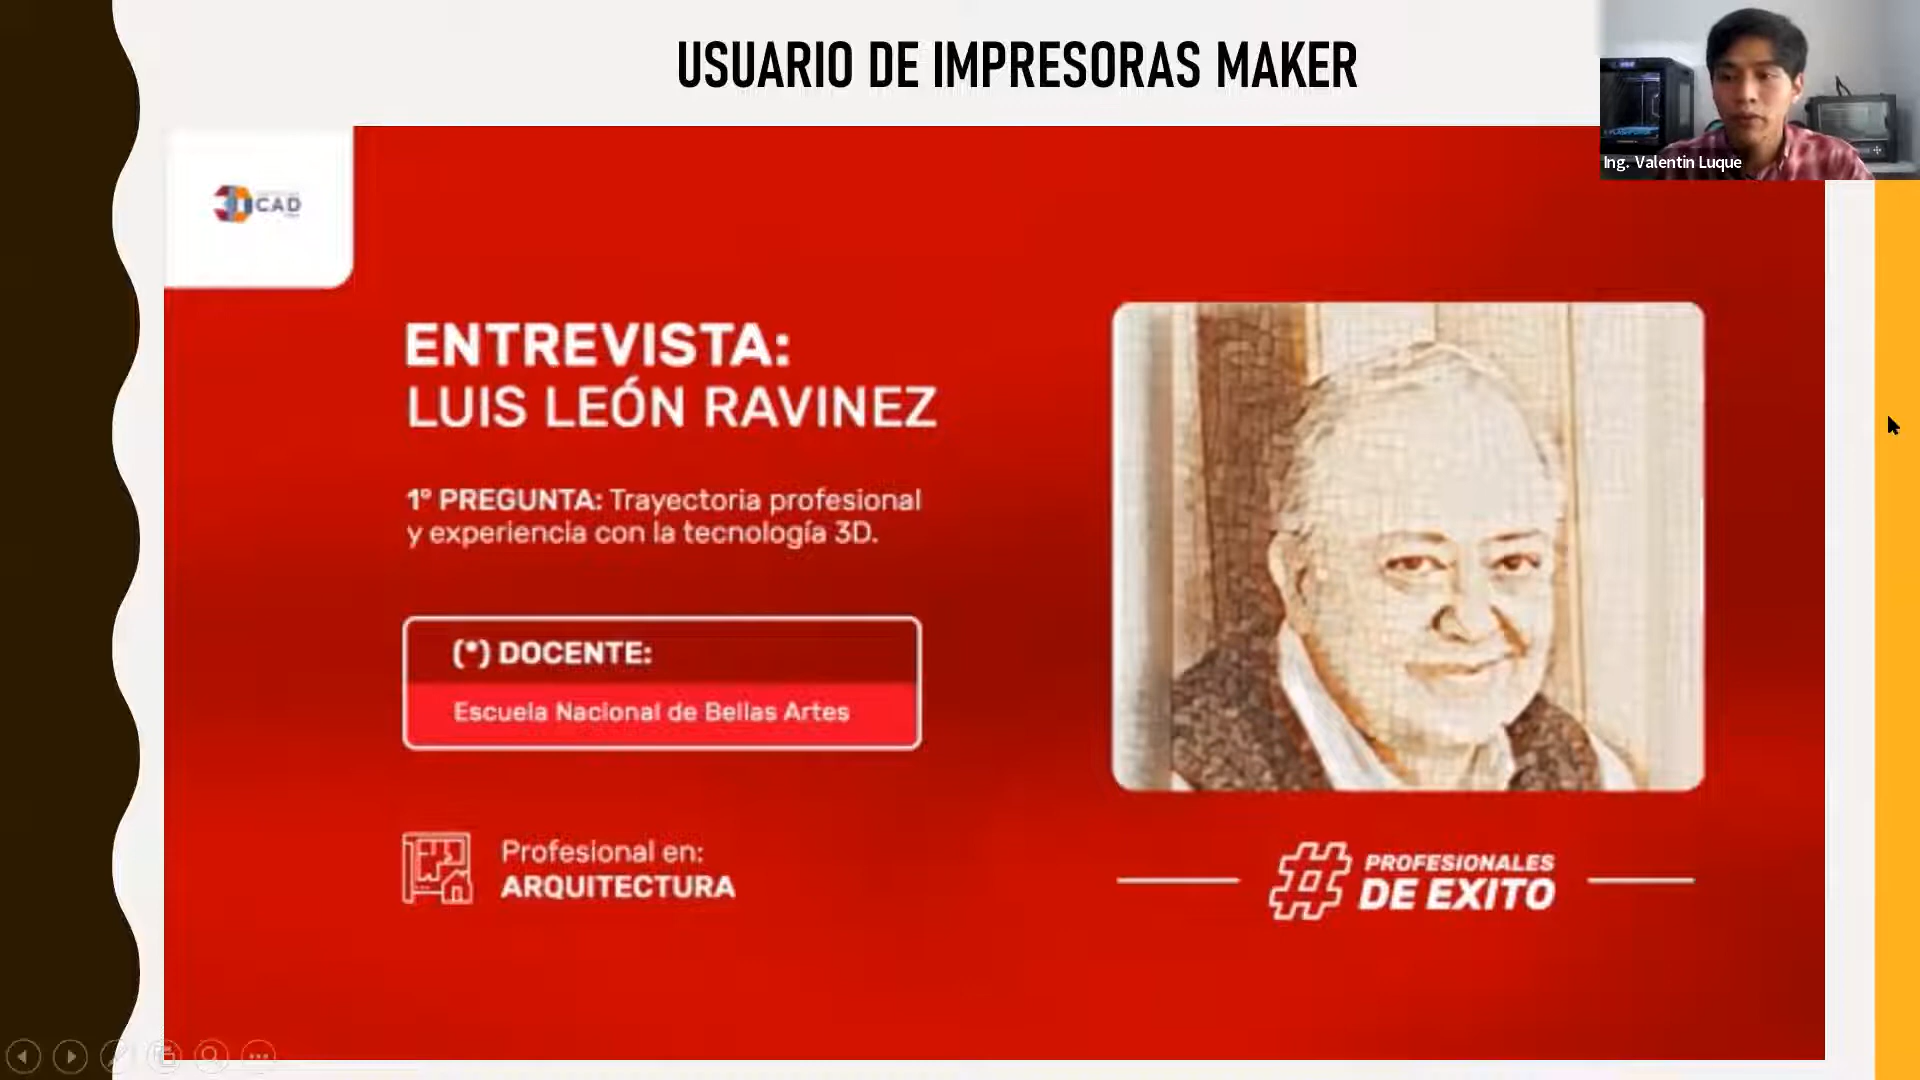 USUARIO DE IMPRESORAS MAKER
Ing. Valentin Luque
3D CAD
ENTREVISTA:
LUIS LEÓN RAVINEZ
1° PREGUNTA: Trayectoria profesional
y experiencia con la tecnología 3D.
(*) DOCENTE:
Escuela Nacional de Bellas Artes
Profesional en:
ARQUITECTURA
# PROFESIONALES
DE EXITO